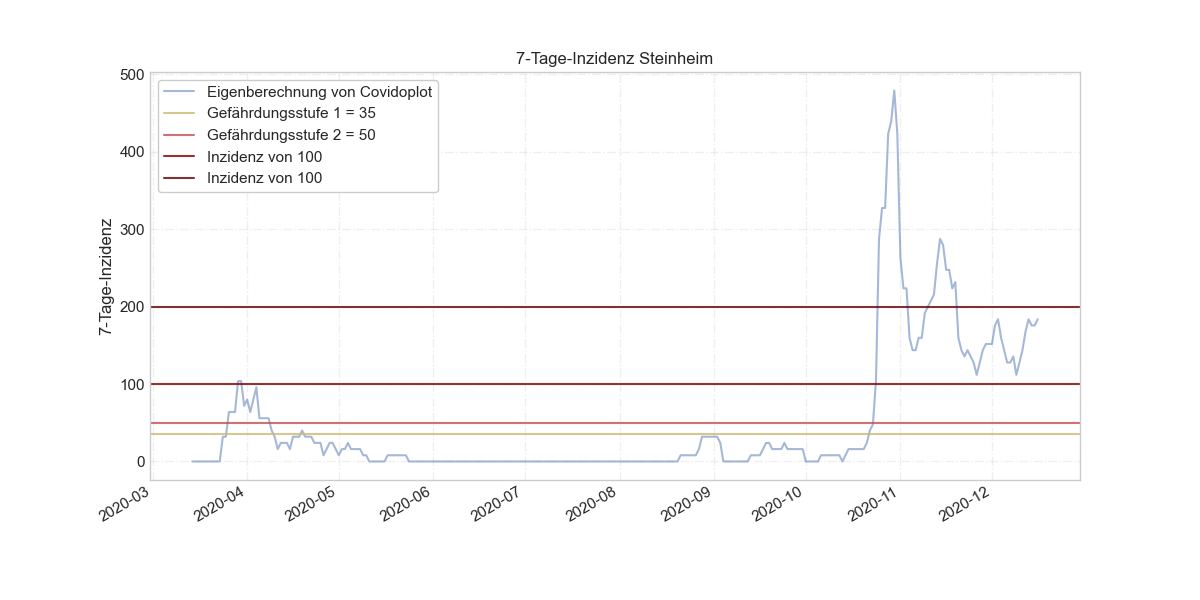 7-Tage-Inzidenz Steinheim
500
400
300
200
100
0
7-Tage-Inzidenz
Eigenberechnung von Covidoplot
Gefährdungsstufe 1 = 35
Gefährdungsstufe 2 = 50
Inzidenz von 100
Inzidenz von 100
2020-03
2020-04
2020-05
2020-06
2020-07
2020-08
2020-09
2020-10
2020-11
2020-12